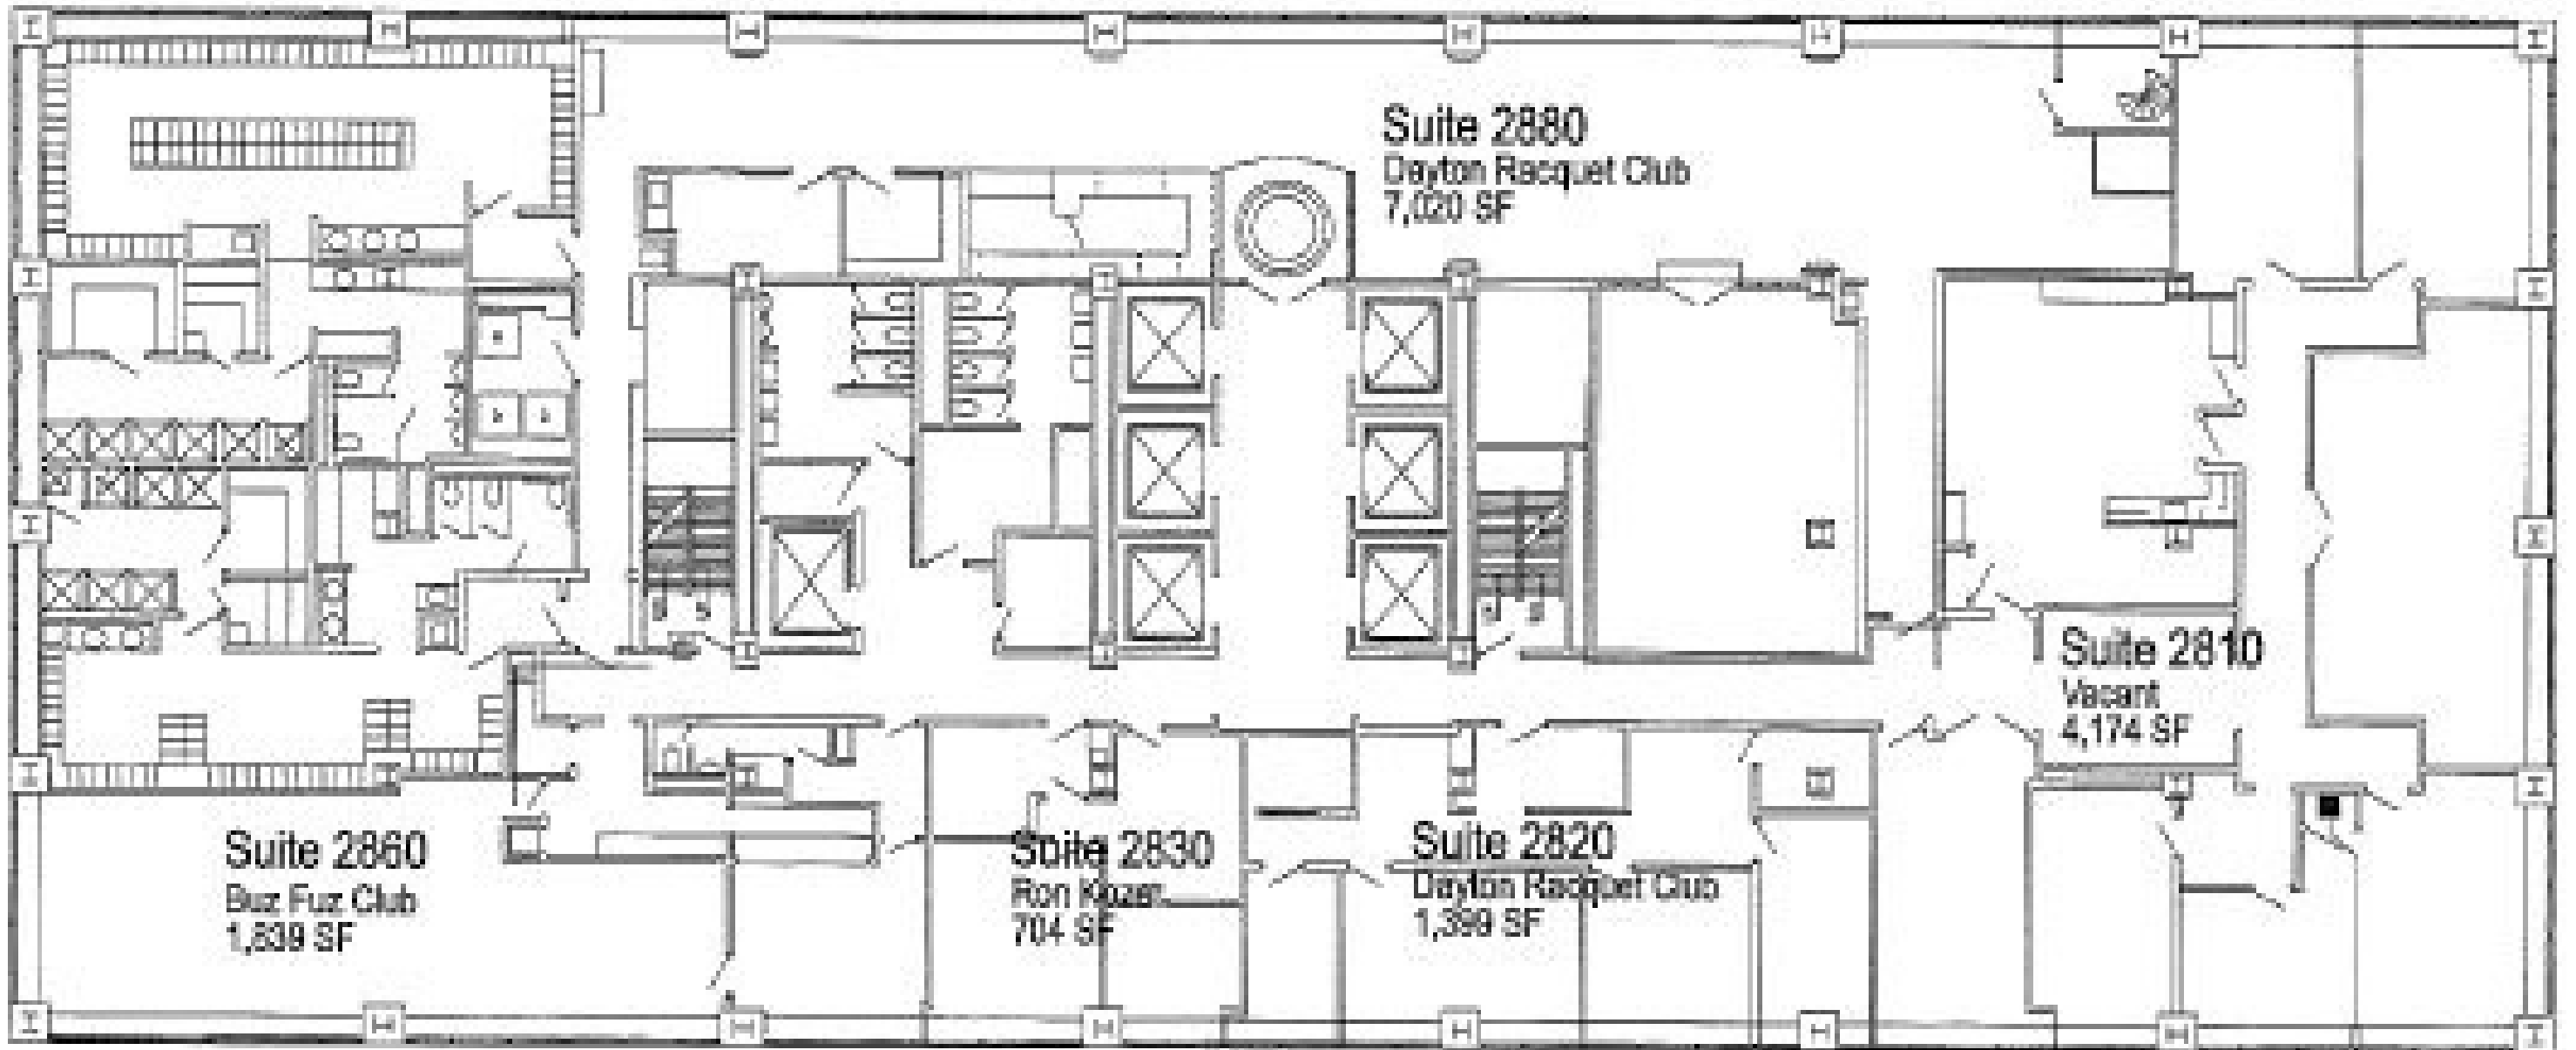 Suite 2880
Dayton Racquet Club
7,020 SF
Suite 2810
Vacant
4,174 SF
Suite 2860
Buz Fuz Club
1,839 SF
Suite 2830
Ron
704 SF
Suite 2820
Dayton Racquet Club
1,399 SF